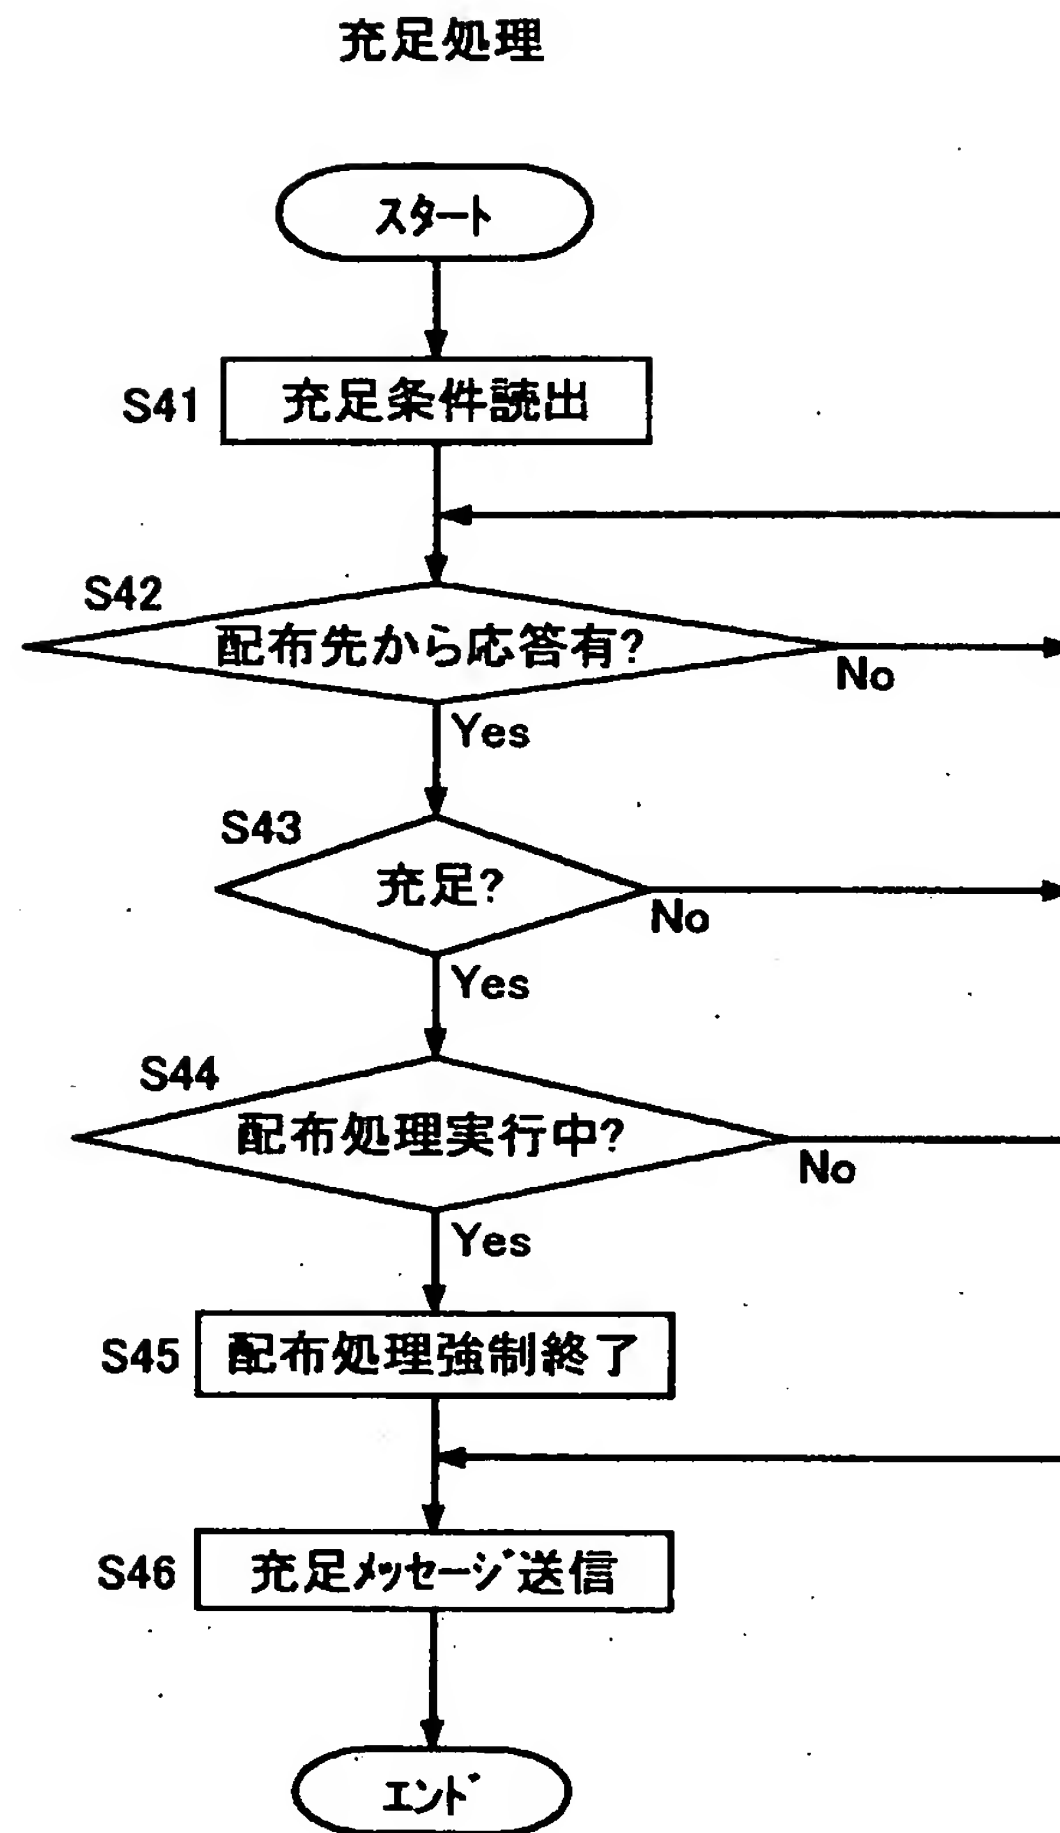 充足処理
スタート
S41 充足条件読出
S42
配布先から応答有?
No
Yes
S43
充足?
No
Yes
S44
配布処理実行中?
No
Yes
S45 配布処理強制終了
S46 充足メッセージ送信
エンド